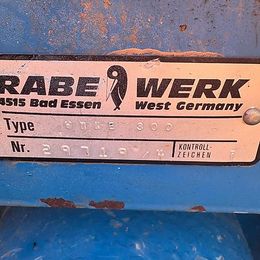 RABE WERK
4515 Bad Essen West Germany
Type
Nr.
KONTROLL-
ZEICHEN